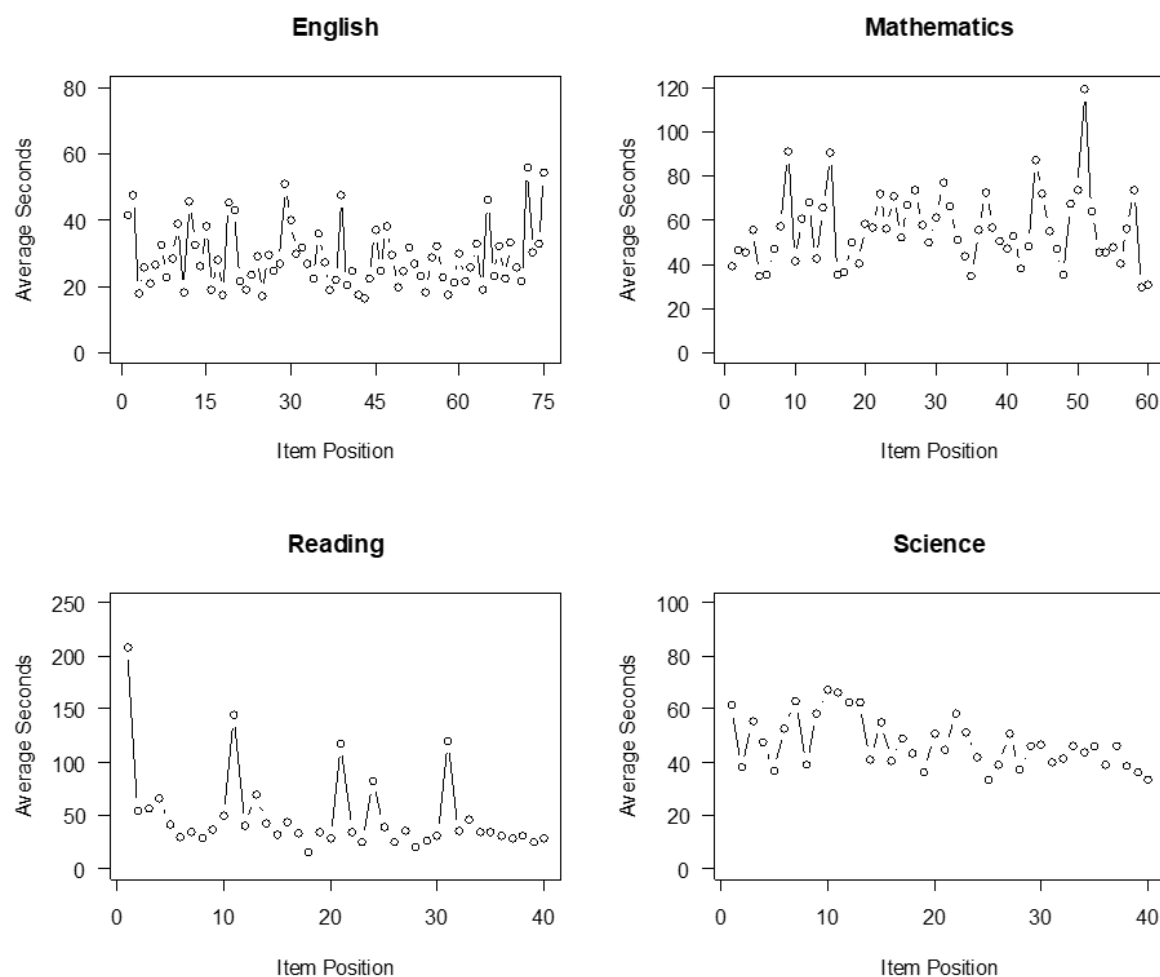 English
80
60
40
20
0
Average Seconds
0 15 30 45 60 75
Item Position
Mathematics
120
100
80
60
40
20
0
Average Seconds
0 10 20 30 40 50 60
Item Position
Reading
250
200
150
100
50
0
Average Seconds
0 10 20 30 40
Item Position
Science
100
80
60
40
20
0
Average Seconds
0 10 20 30 40
Item Position